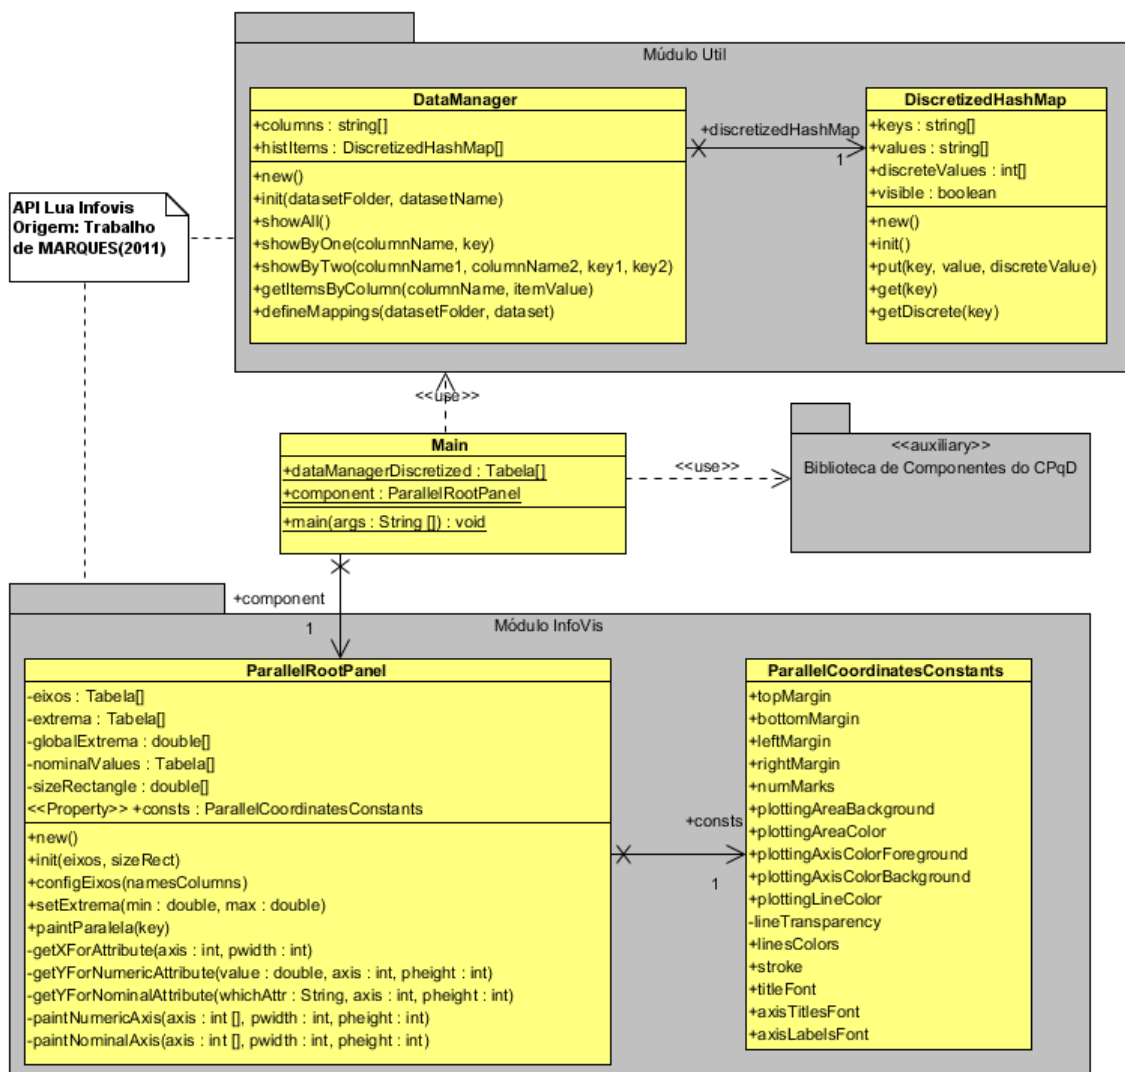 Múdulo Util
DataManager
+columns : string[]
+histItems : DiscretizedHashMap[]
+new()
+init(datasetFolder, datasetName)
+showAll()
+showByOne(columnName, key)
+showByTwo(columnName1, columnName2, key1, key2)
+getItemsByColumn(columnName, itemValue)
+defineMappings(datasetFolder, dataset)
+discretizedHashMap
1
DiscretizedHashMap
+keys : string[]
+values : string[]
+discreteValues : int[]
+visible : boolean
+new()
+init()
+put(key, value, discreteValue)
+get(key)
+getDiscrete(key)
API Lua Infovis
Origem: Trabalho
de MARQUES(2011)
<<use>>
Main
+dataManagerDiscretized : Tabela[]
+component : ParallelRootPanel
+main(args : String []) : void
<<use>>
<<auxiliary>>
Biblioteca de Componentes do CPqD
+component
1
Módulo InfoVis
ParallelRootPanel
-eixos : Tabela[]
-extrema : Tabela[]
-globalExtrema : double[]
-nominalValues : Tabela[]
-sizeRectangle : double[]
<<Property>> +consts : ParallelCoordinatesConstants
+new()
+init(eixos, sizeRect)
+configEixos(namesColumns)
+setExtrema(min : double, max : double)
+paintParalela(key)
-getXForAttribute(axis : int, pwidth : int)
-getYForNumericAttribute(value : double, axis : int, pheight : int)
-getYForNominalAttribute(whichAttr : String, axis : int, pheight : int)
-paintNumericAxis(axis : int [], pwidth : int, pheight : int)
-paintNominalAxis(axis : int [], pwidth : int, pheight : int)
+consts
1
ParallelCoordinatesConstants
+topMargin
+bottomMargin
+leftMargin
+rightMargin
+numMarks
+plottingAreaBackground
+plottingAreaColor
+plottingAxisColorForeground
+plottingAxisColorBackground
+plottingLineColor
-lineTransparency
+linesColors
+stroke
+titleFont
+axisTitlesFont
+axisLabelsFont